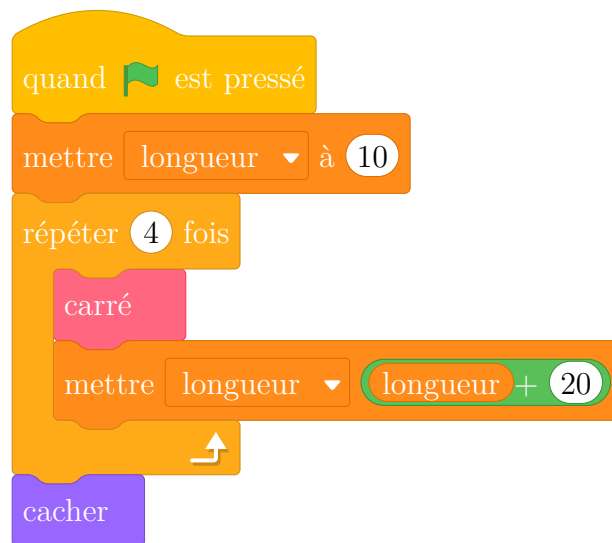 quand est pressé
mettre longueur à 10
répéter 4 fois
carré
mettre longueur longueur + 20
cacher